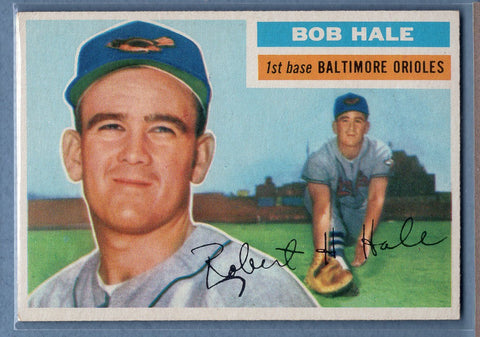 BOB HALE
1st base BALTIMORE ORIOLES
Robert H Hale